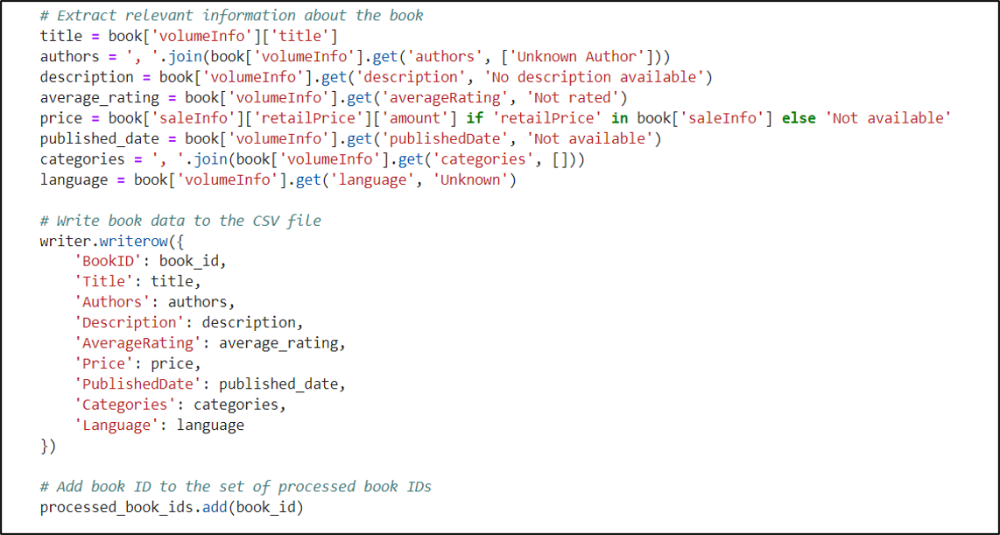 # Extract relevant information about the book
title = book['volumeInfo']['title']
authors = ', '.join(book['volumeInfo'].get('authors', ['Unknown Author']))
description = book['volumeInfo'].get('description', 'No description available')
average_rating = book['volumeInfo'].get('averageRating', 'Not rated')
price = book['saleInfo']['retailPrice']['amount'] if 'retailPrice' in book['saleInfo'] else 'Not available'
published_date = book['volumeInfo'].get('publishedDate', 'Not available')
categories = ', '.join(book['volumeInfo'].get('categories', []))
language = book['volumeInfo'].get('language', 'Unknown')

# Write book data to the CSV file
writer.writerow({
    'BookID': book_id,
    'Title': title,
    'Authors': authors,
    'Description': description,
    'AverageRating': average_rating,
    'Price': price,
    'PublishedDate': published_date,
    'Categories': categories,
    'Language': language
})

# Add book ID to the set of processed book IDs
processed_book_ids.add(book_id)